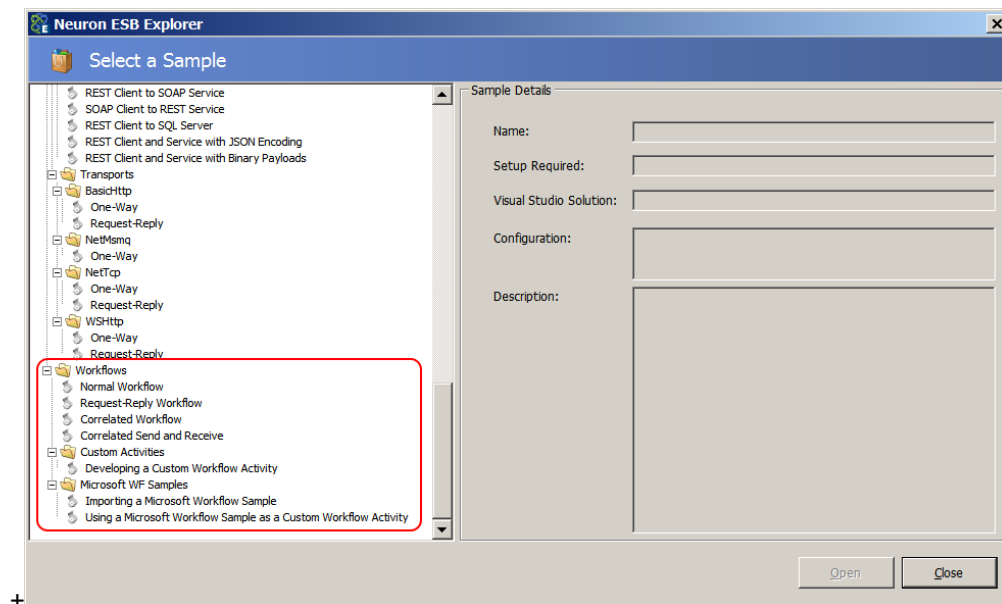 Neuron ESB Explorer
Select a Sample
REST Client to SOAP Service
SOAP Client to REST Service
REST Client to SQL Server
REST Client and Service with JSON Encoding
REST Client and Service with Binary Payloads
Transports
BasicHttp
One-Way
Request-Reply
NetMsmq
One-Way
NetTcp
One-Way
Request-Reply
WSHttp
One-Way
Request-Reply
Workflows
Normal Workflow
Request-Reply Workflow
Correlated Workflow
Correlated Send and Receive
Custom Activities
Developing a Custom Workflow Activity
Microsoft WF Samples
Importing a Microsoft Workflow Sample
Using a Microsoft Workflow Sample as a Custom Workflow Activity
Sample Details
Name:
Setup Required:
Visual Studio Solution:
Configuration:
Description:
Open
Close
+